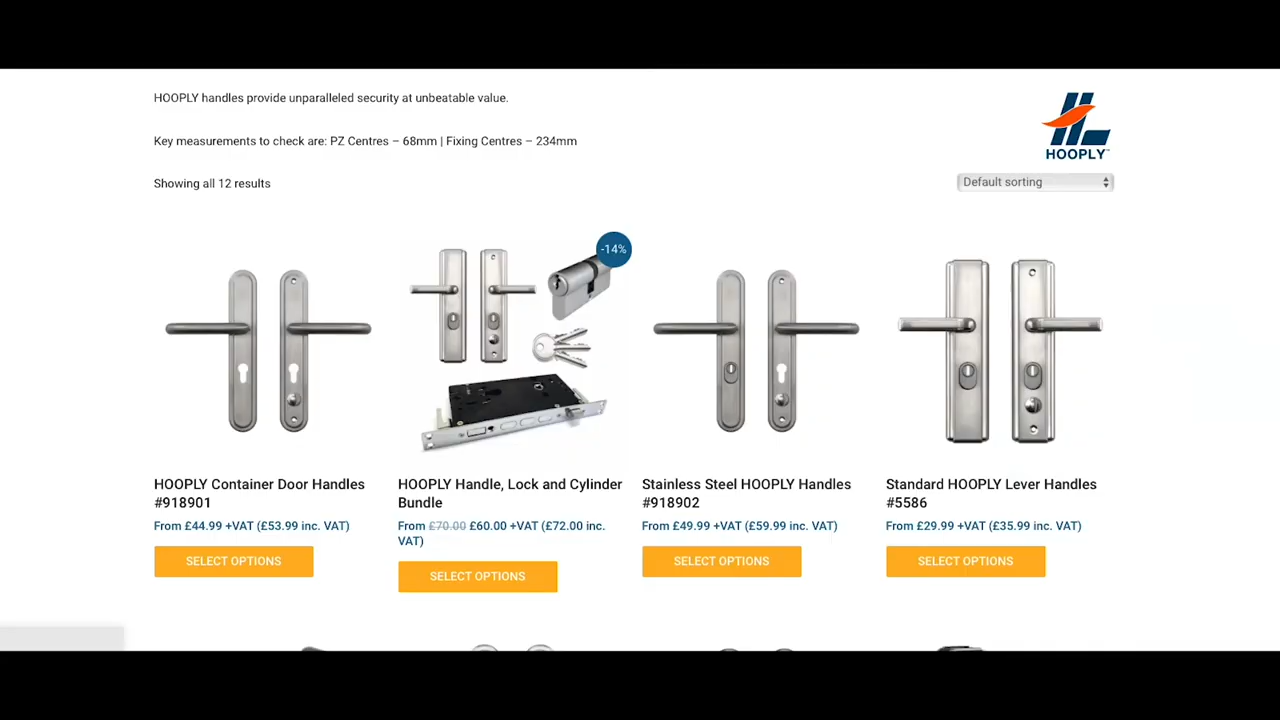 HOOPLY handles provide unparalleled security at unbeatable value.
Key measurements to check are: PZ Centres – 68mm | Fixing Centres – 234mm
HOOPLY™
Showing all 12 results
Default sorting
-14%
HOOPLY Container Door Handles
#918901
From £44.99 +VAT (£53.99 inc. VAT)
SELECT OPTIONS
HOOPLY Handle, Lock and Cylinder
Bundle
From £70.00 £60.00 +VAT (£72.00 inc.
VAT)
SELECT OPTIONS
Stainless Steel HOOPLY Handles
#918902
From £49.99 +VAT (£59.99 inc. VAT)
SELECT OPTIONS
Standard HOOPLY Lever Handles
#5586
From £29.99 +VAT (£35.99 inc. VAT)
SELECT OPTIONS